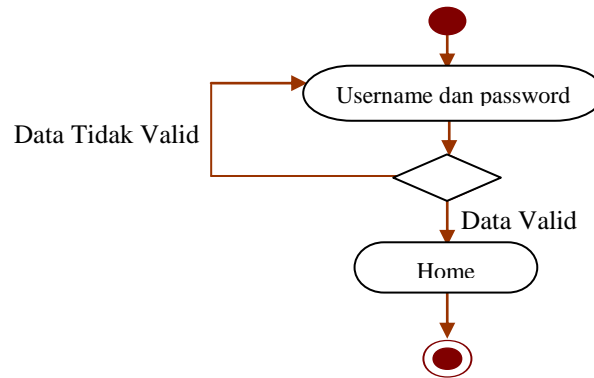 Username dan password
Data Tidak Valid
Data Valid
Home